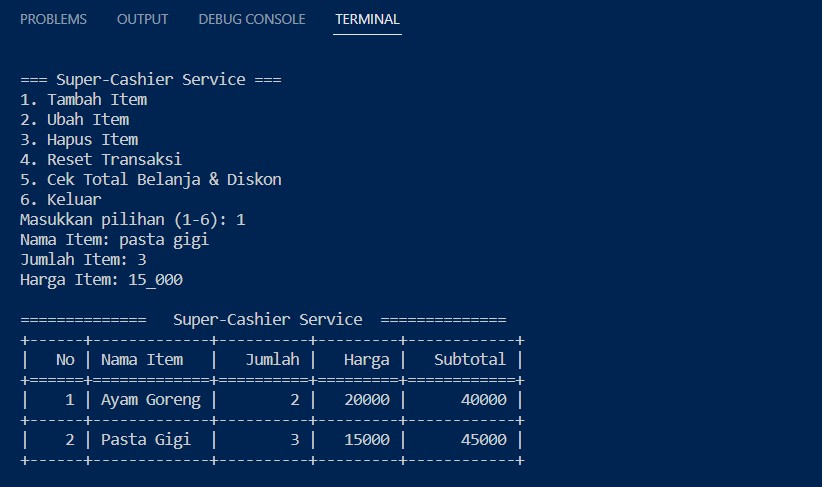 PROBLEMS OUTPUT DEBUG CONSOLE TERMINAL
=== Super-Cashier Service ===
1. Tambah Item
2. Ubah Item
3. Hapus Item
4. Reset Transaksi
5. Cek Total Belanja & Diskon
6. Keluar
Masukkan pilihan (1-6): 1
Nama Item: pasta gigi
Jumlah Item: 3
Harga Item: 15_000
==============   Super-Cashier Service  ==============
+------+-------------+----------+---------+------------+
|   No | Nama Item   |   Jumlah |   Harga |   Subtotal |
+======+=============+==========+=========+============+
|    1 | Ayam Goreng |        2 |   20000 |      40000 |
+------+-------------+----------+---------+------------+
|    2 | Pasta Gigi  |        3 |   15000 |      45000 |
+------+-------------+----------+---------+------------+